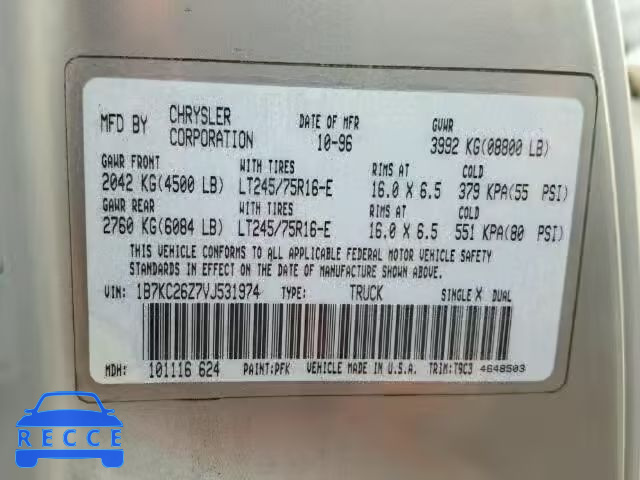 MFD BY CHRYSLER CORPORATION DATE OF MFR 10-96 GVWR 3992 KG(08800 LB)
GAWR FRONT WITH TIRES RIMS AT COLD
2042 KG(4500 LB) LT245/75R16-E 16.0 X 6.5 379 KPA(55 PSI)
GAWR REAR WITH TIRES RIMS AT COLD
2760 KG(6084 LB) LT245/75R16-E 16.0 X 6.5 551 KPA(80 PSI)
THIS VEHICLE CONFORMS TO ALL APPLICABLE FEDERAL MOTOR VEHICLE SAFETY
STANDARDS IN EFFECT ON THE DATE OF MANUFACTURE SHOWN ABOVE.
VIN: 1B7KC26Z7VJ531974 TYPE: TRUCK SINGLE X DUAL
MDH: 101116 624 PAINT:PFK VEHICLE MADE IN U.S.A. TRIM:T9C3 4648503
RECCE